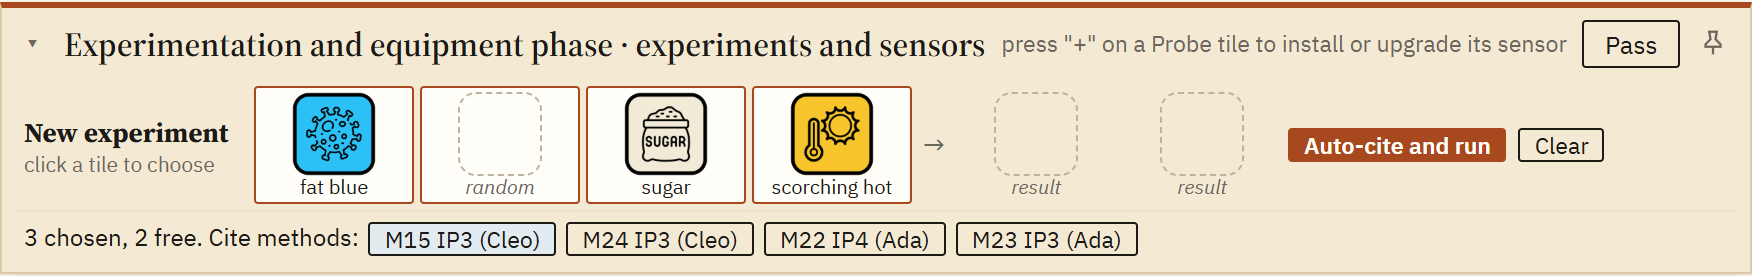 Experimentation and equipment phase · experiments and sensors press "+" on a Probe tile to install or upgrade its sensor Pass
New experiment
click a tile to choose
SUGAR
fat blue random sugar scorching hot → result result
Auto-cite and run Clear
3 chosen, 2 free. Cite methods: M15 IP3 (Cleo) M24 IP3 (Cleo) M22 IP4 (Ada) M23 IP3 (Ada)